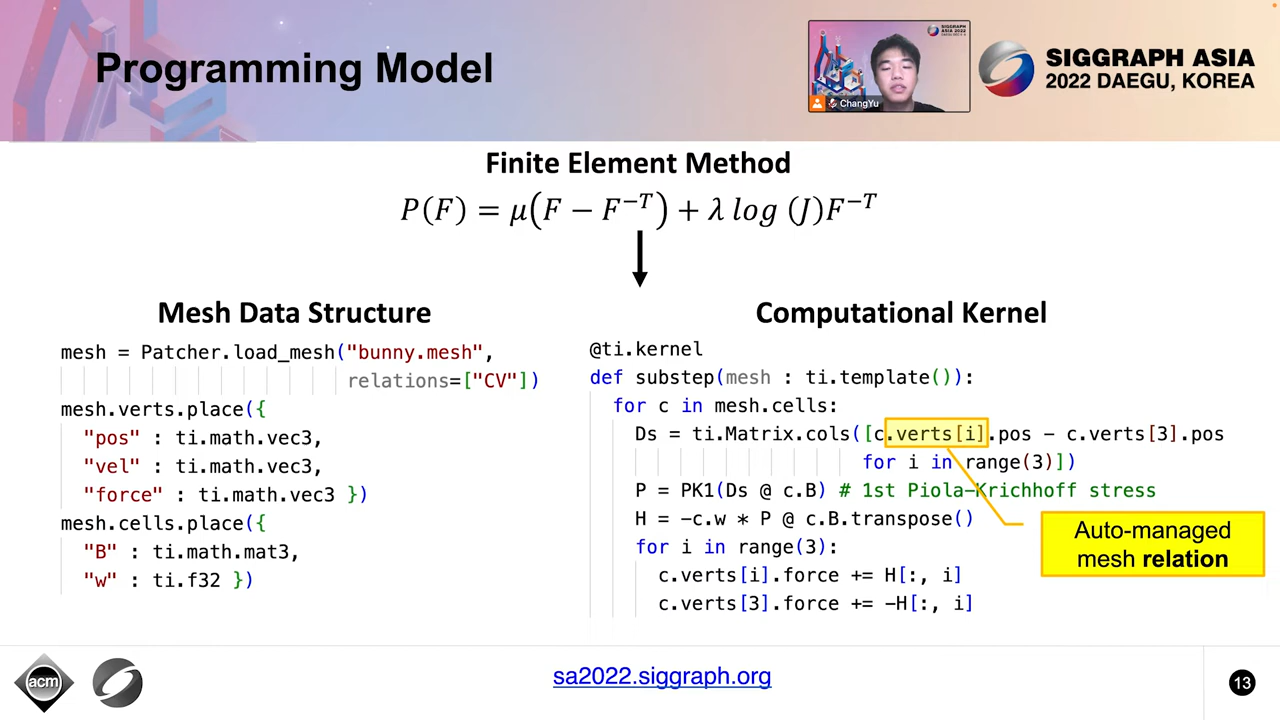 Programming Model
SIGGRAPH
ASIA 2022
ChangYu
SIGGRAPH ASIA
2022 DAEGU, KOREA
Finite Element Method
P(F) = μ(F − F^{−T}) + λ log (J)F^{−T}
Mesh Data Structure
mesh = Patcher.load_mesh("bunny.mesh",
relations=["CV"])
mesh.verts.place({
"pos" : ti.math.vec3,
"vel" : ti.math.vec3,
"force" : ti.math.vec3 })
mesh.cells.place({
"B" : ti.math.mat3,
"w" : ti.f32 })
Computational Kernel
@ti.kernel
def substep(mesh : ti.template()):
for c in mesh.cells:
Ds = ti.Matrix.cols([c.verts[i].pos - c.verts[3].pos
for i in range(3)])
P = PK1(Ds @ c.B) # 1st Piola-Krichhoff stress
H = -c.w * P @ c.B.transpose()
for i in range(3):
c.verts[i].force += H[:, i]
c.verts[3].force += -H[:, i]
Auto-managed
mesh relation
acm
sa2022.siggraph.org
13